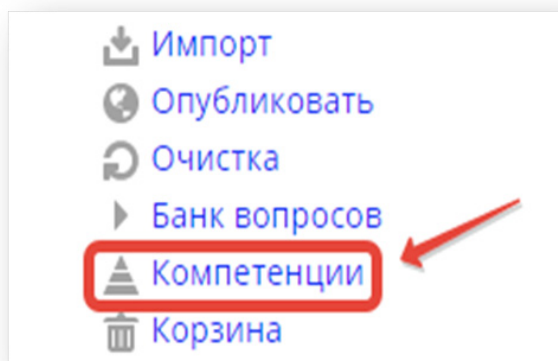 Импорт
Опубликовать
Очистка
Банк вопросов
Компетенции
Корзина